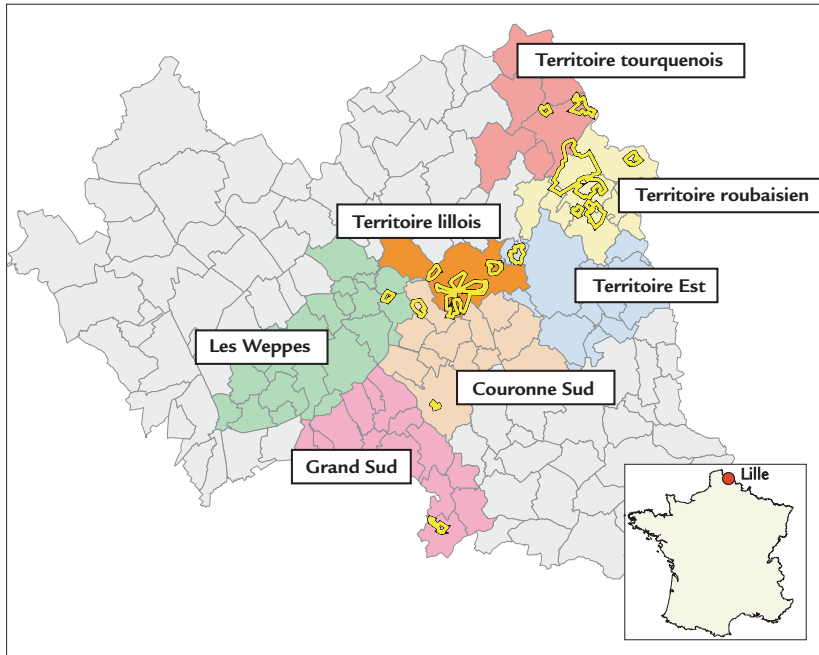 Territoire tourquenois
Territoire roubaisien
Territoire lillois
Territoire Est
Les Weppes
Couronne Sud
Grand Sud
Lille